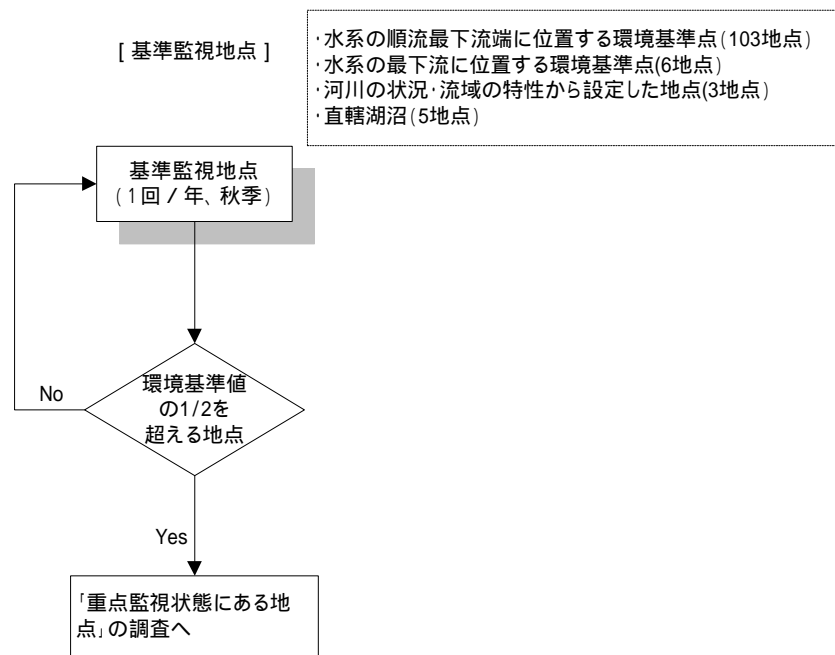 [ 基準監視地点 ]
・水系の順流最下流端に位置する環境基準点(103地点)
・水系の最下流に位置する環境基準点(6地点)
・河川の状況・流域の特性から設定した地点(3地点)
・直轄湖沼(5地点)
基準監視地点
(1回/年、秋季)
環境基準値
の1/2を
超える地点
No
Yes
「重点監視状態にある地
点」の調査へ